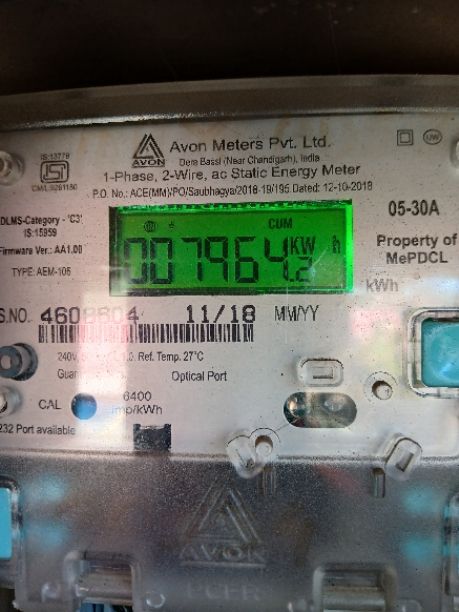 IS:13779
CM/L-9261180
AVON
Avon Meters Pvt. Ltd.
Dera Bassi (Near Chandigarh), India
1-Phase, 2-Wire, ac Static Energy Meter
P.O. No.: ACE(MM)/PO/Saubhagya/2018-19/195 Dated: 12-10-2018
DLMS-Category - 'C3'
IS:15959
Firmware Ver.: AA1.00
TYPE: AEM-106
CUM
007964.2 KW h
kWh
05-30A
Property of
MePDCL
S.NO. 11/18 MM/YY
240V, Ref. Temp. 27°C
Optical Port
CAL
6400
imp/kWh
232 Port available
AVON